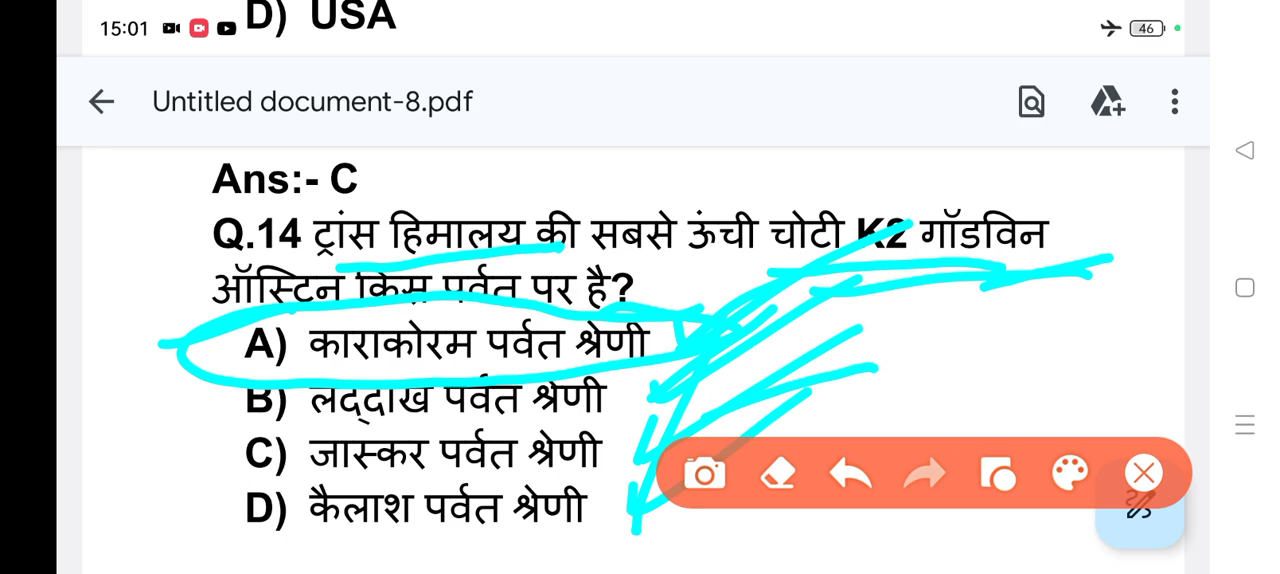 D) USA
15:01
46
Untitled document-8.pdf
Ans:- C
Q.14 ट्रांस हिमालय की सबसे ऊंची चोटी K2 गॉडविन
ऑस्टिन किस पर्वत पर है?
A) काराकोरम पर्वत श्रेणी
B) लद्दाख पर्वत श्रेणी
C) जास्कर पर्वत श्रेणी
D) कैलाश पर्वत श्रेणी